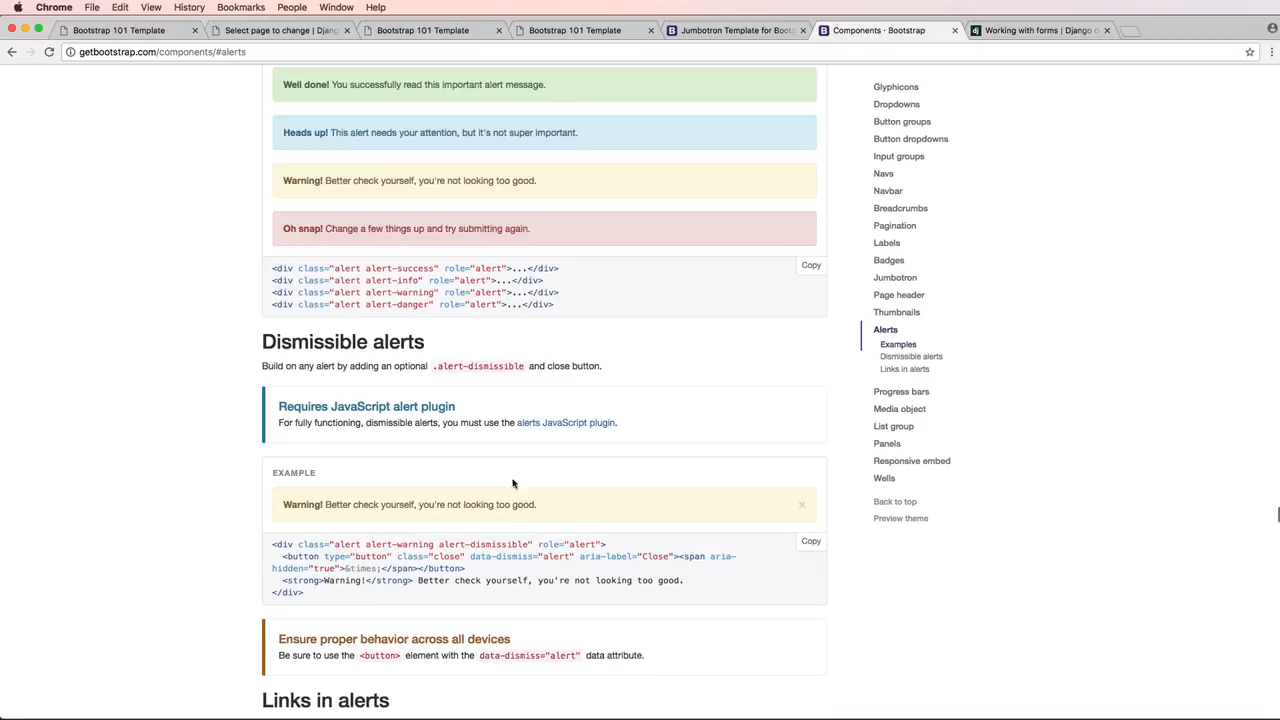 Chrome File Edit View History Bookmarks People Window Help
Bootstrap 101 Template
Select page to change | Djang
Bootstrap 101 Template
Bootstrap 101 Template
Jumbotron Template for Boots
Components · Bootstrap
Working with forms | Django d
getbootstrap.com/components/#alerts
Well done! You successfully read this important alert message.
Heads up! This alert needs your attention, but it's not super important.
Warning! Better check yourself, you're not looking too good.
Oh snap! Change a few things up and try submitting again.
Copy
<div class="alert alert-success" role="alert">...</div>
<div class="alert alert-info" role="alert">...</div>
<div class="alert alert-warning" role="alert">...</div>
<div class="alert alert-danger" role="alert">...</div>
Dismissible alerts
Build on any alert by adding an optional .alert-dismissible and close button.
Requires JavaScript alert plugin
For fully functioning, dismissible alerts, you must use the alerts JavaScript plugin.
EXAMPLE
Warning! Better check yourself, you're not looking too good. ×
Copy
<div class="alert alert-warning alert-dismissible" role="alert">
<button type="button" class="close" data-dismiss="alert" aria-label="Close"><span aria-
hidden="true">&times;</span></button>
<strong>Warning!</strong> Better check yourself, you're not looking too good.
</div>
Ensure proper behavior across all devices
Be sure to use the <button> element with the data-dismiss="alert" data attribute.
Links in alerts
Glyphicons
Dropdowns
Button groups
Button dropdowns
Input groups
Navs
Navbar
Breadcrumbs
Pagination
Labels
Badges
Jumbotron
Page header
Thumbnails
Alerts
Examples
Dismissible alerts
Links in alerts
Progress bars
Media object
List group
Panels
Responsive embed
Wells
Back to top
Preview theme